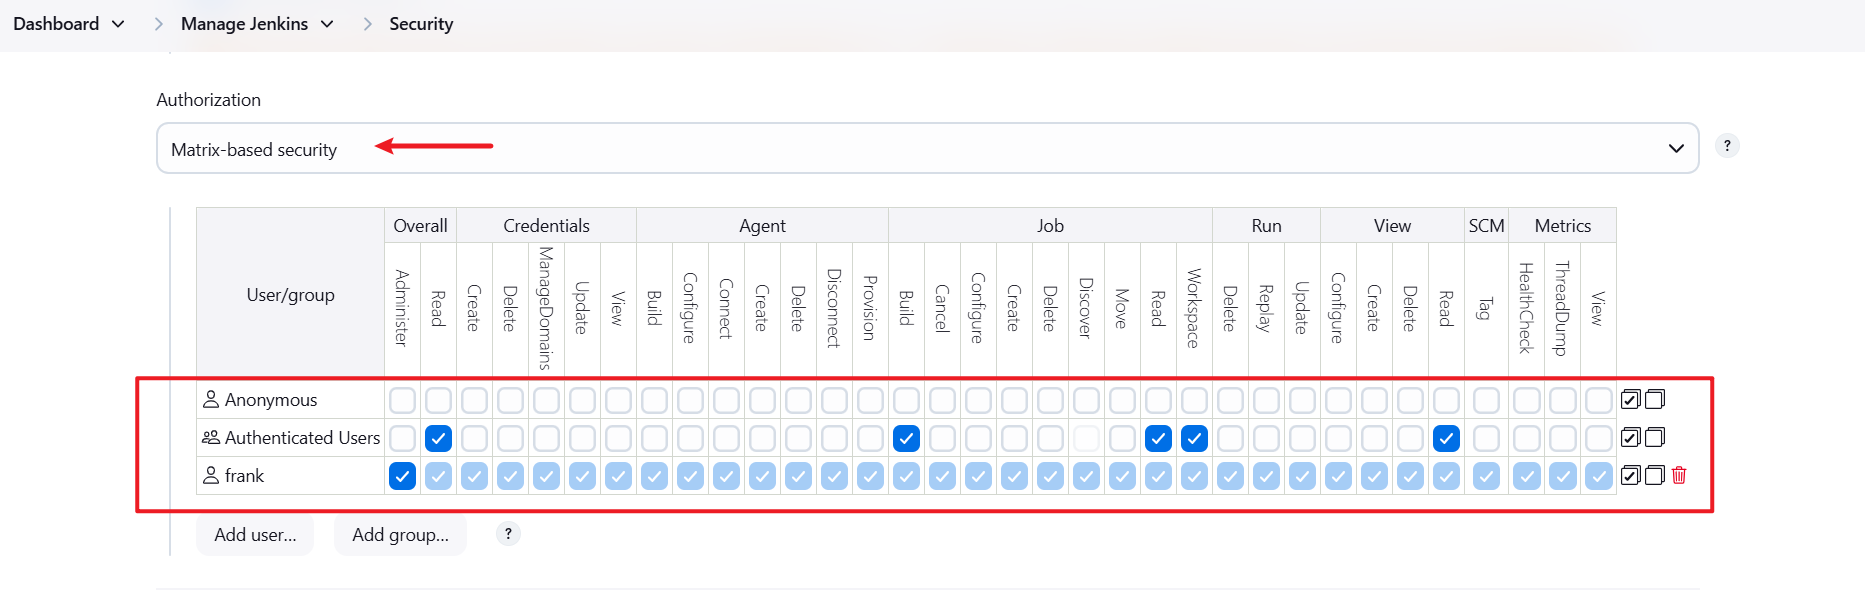 Dashboard Manage Jenkins Security
Authorization
Matrix-based security
?
User/group Overall Credentials Agent Job Run View SCM Metrics
Administer Read Create Delete ManageDomains Update View Build Configure Connect Create Delete Disconnect Provision Build Cancel Configure Create Delete Discover Move Read Workspace Delete Replay Update Configure Create Delete Read Tag HealthCheck ThreadDump View
Anonymous
Authenticated Users
frank
Add user... Add group... ?